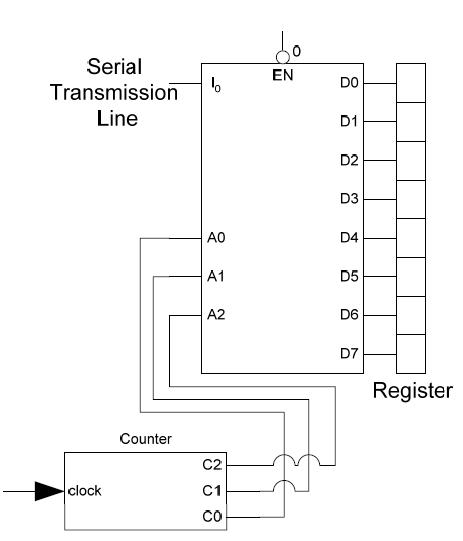 0
EN
Serial
Transmission
Line
I0
D0
D1
D2
D3
A0 D4
A1 D5
A2 D6
D7
Register
Counter
C2
clock C1
C0